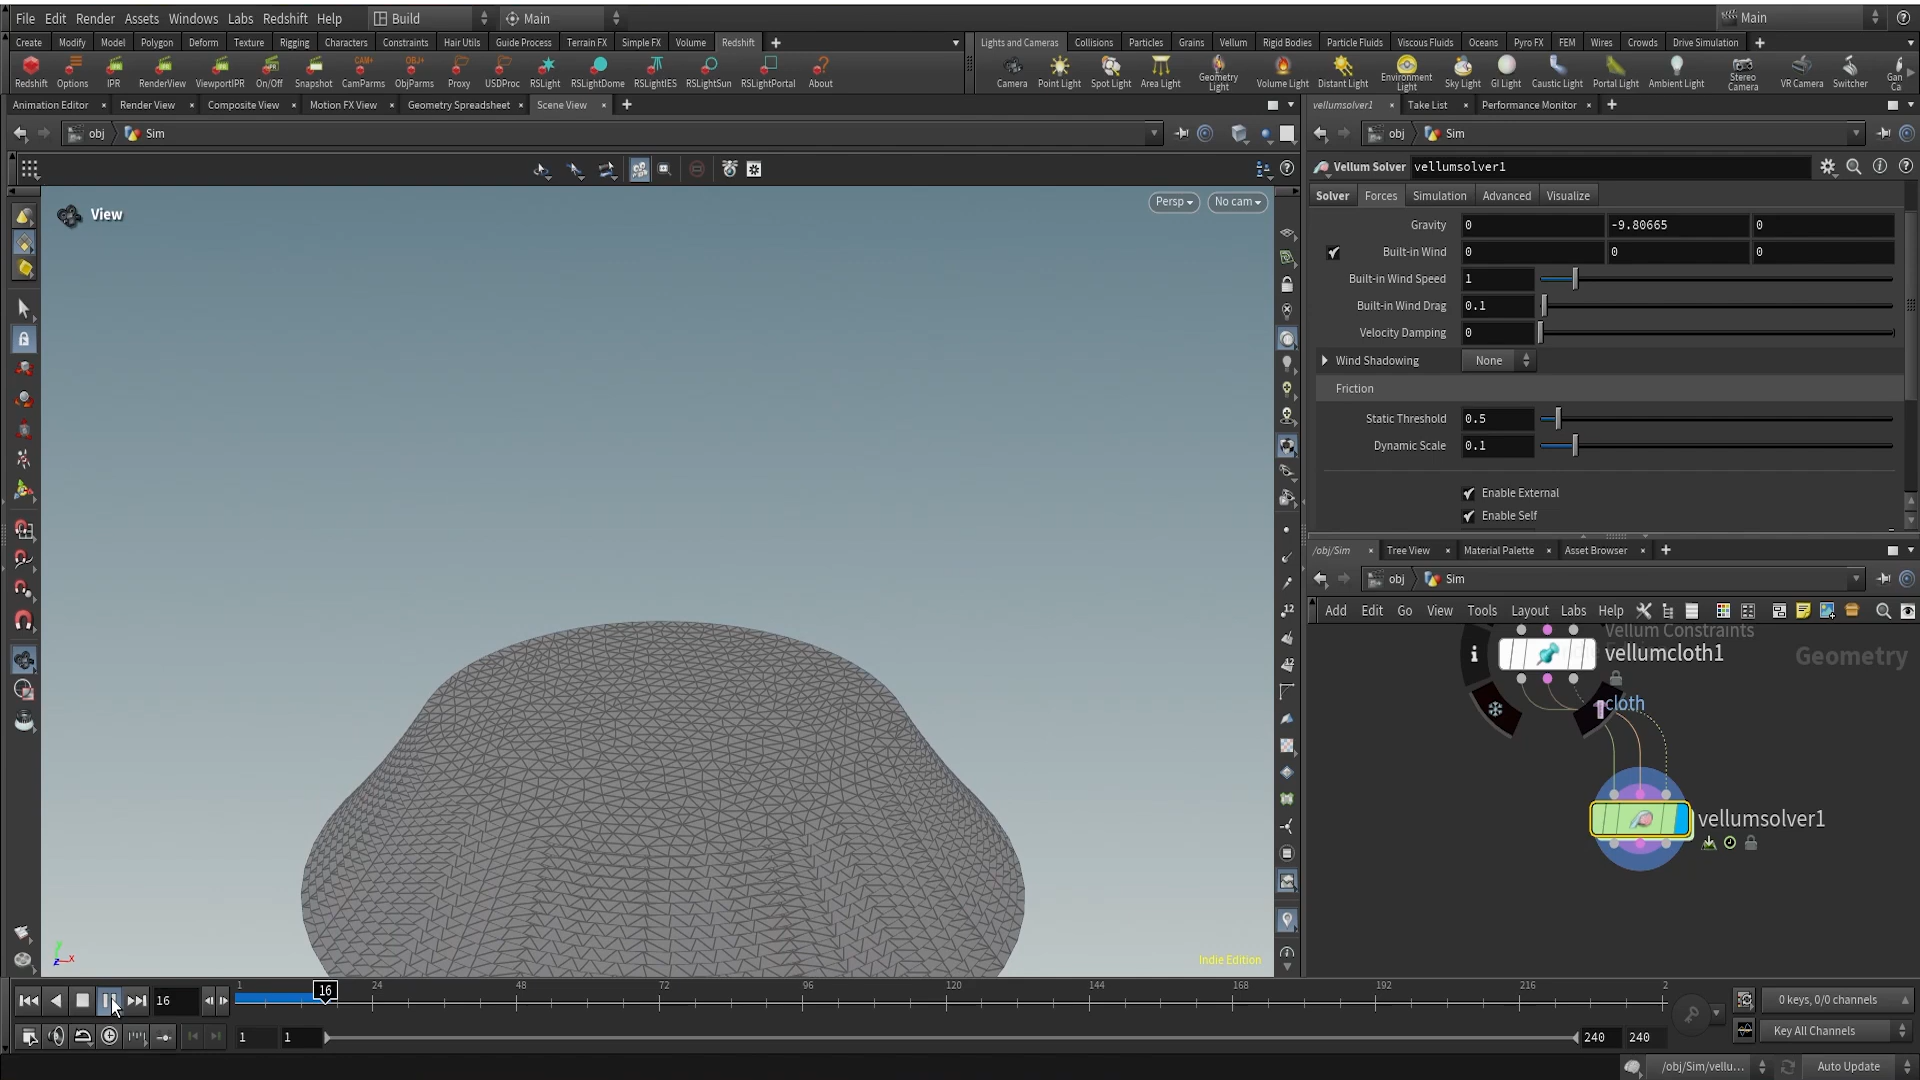 File Edit Render Assets Windows Labs Redshift Help Build Main Main
Create Modify Model Polygon Deform Texture Rigging Characters Constraints Hair Utils Guide Process Terrain FX Simple FX Volume Redshift
Lights and Cameras Collisions Particles Grains Vellum Rigid Bodies Particle Fluids Viscous Fluids Oceans Pyro FX FEM Wires Crowds Drive Simulation
Redshift Options IPR RenderView ViewportIPR On/Off Snapshot CamParms ObjParms Proxy USDProc RSLight RSLightDome RSLightIES RSLightSun RSLightPortal About
Camera Point Light Spot Light Area Light Geometry Light Volume Light Distant Light Environment Light Sky Light GI Light Caustic Light Portal Light Ambient Light Stereo Camera VR Camera Switcher Gan Ca
Animation Editor Render View Composite View Motion FX View Geometry Spreadsheet Scene View
vellumsolver1 Take List Performance Monitor
obj Sim
obj Sim
Vellum Solver vellumsolver1
View
Persp No cam
Solver Forces Simulation Advanced Visualize
Gravity 0 -9.80665 0
Built-in Wind 0 0 0
Built-in Wind Speed 1
Built-in Wind Drag 0.1
Velocity Damping 0
Wind Shadowing None
Friction
Static Threshold 0.5
Dynamic Scale 0.1
Enable External
Enable Self
/obj/Sim Tree View Material Palette Asset Browser
obj Sim
Add Edit Go View Tools Layout Labs Help
Vellum Constraints
vellumcloth1
Geometry
cloth
vellumsolver1
Indie Edition
16 1 16 24 48 72 96 120 144 168 192 216 2
0 keys, 0/0 channels
1 1 240 240
Key All Channels
/obj/Sim/vellu... Auto Update